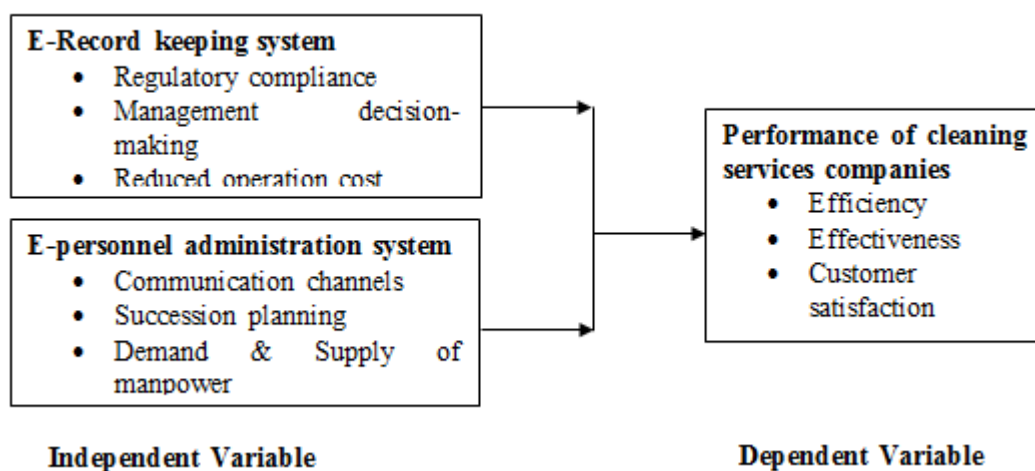 E-Record keeping system
• Regulatory compliance
• Management decision-
making
• Reduced operation cost
E-personnel administration system
• Communication channels
• Succession planning
• Demand & Supply of
manpower
Performance of cleaning
services companies
• Efficiency
• Effectiveness
• Customer
satisfaction
Independent Variable
Dependent Variable